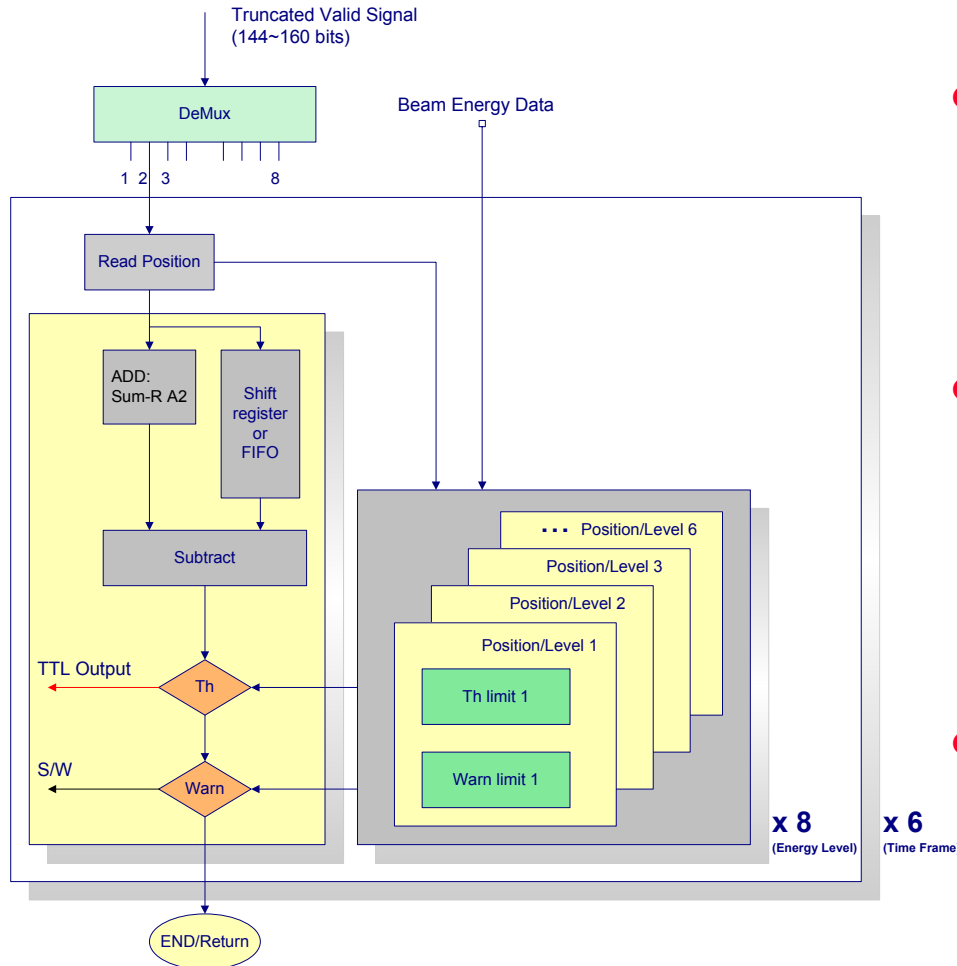 Truncated Valid Signal
(144~160 bits)
DeMux
Beam Energy Data
1 2 3 8
Read Position
ADD:
Sum-R A2
Shift
register
or
FIFO
Subtract
... Position/Level 6
Position/Level 3
Position/Level 2
Position/Level 1
TTL Output
Th
Th limit 1
S/W
Warn
Warn limit 1
x 8
(Energy Level)
x 6
(Time Frame
END/Return